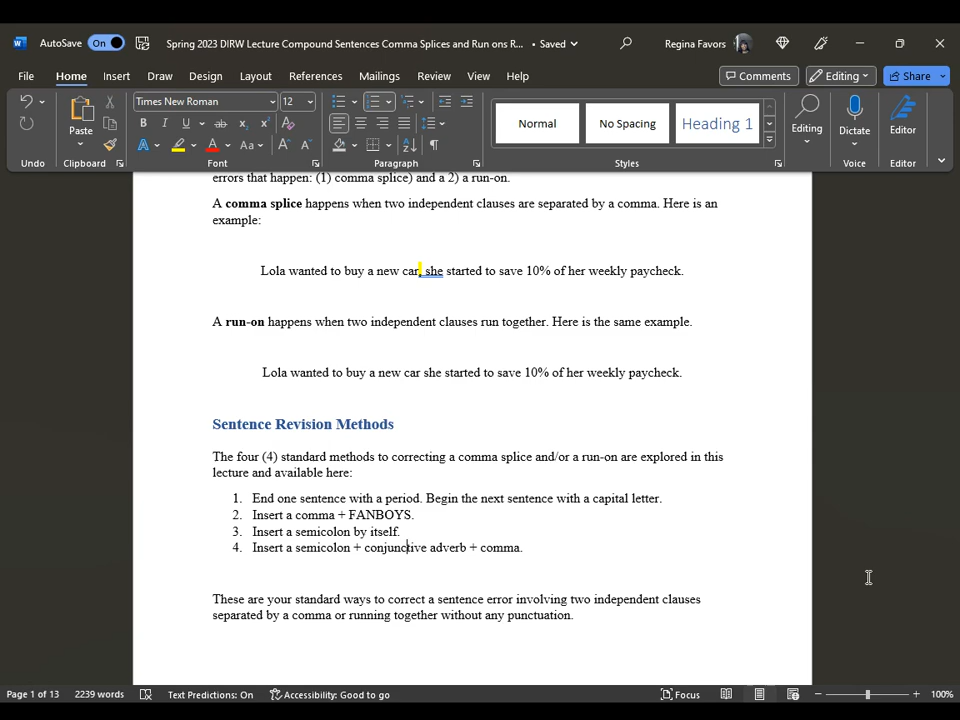 AutoSave On Spring 2023 DIRW Lecture Compound Sentences Comma Splices and Run ons R... • Saved Regina Favors
File Home Insert Draw Design Layout References Mailings Review View Help Comments Editing Share
Times New Roman 12
Paste
B I U ab x₂ x² A
A A Aa A A
Normal No Spacing Heading 1
Editing Dictate Editor
Undo Clipboard Font Paragraph Styles Voice Editor
errors that happen: (1) comma splice) and a 2) a run-on.
A comma splice happens when two independent clauses are separated by a comma. Here is an
example:
Lola wanted to buy a new car, she started to save 10% of her weekly paycheck.
A run-on happens when two independent clauses run together. Here is the same example.
Lola wanted to buy a new car she started to save 10% of her weekly paycheck.
Sentence Revision Methods
The four (4) standard methods to correcting a comma splice and/or a run-on are explored in this
lecture and available here:
1. End one sentence with a period. Begin the next sentence with a capital letter.
2. Insert a comma + FANBOYS.
3. Insert a semicolon by itself.
4. Insert a semicolon + conjunctive adverb + comma.
These are your standard ways to correct a sentence error involving two independent clauses
separated by a comma or running together without any punctuation.
Page 1 of 13 2239 words Text Predictions: On Accessibility: Good to go Focus 100%